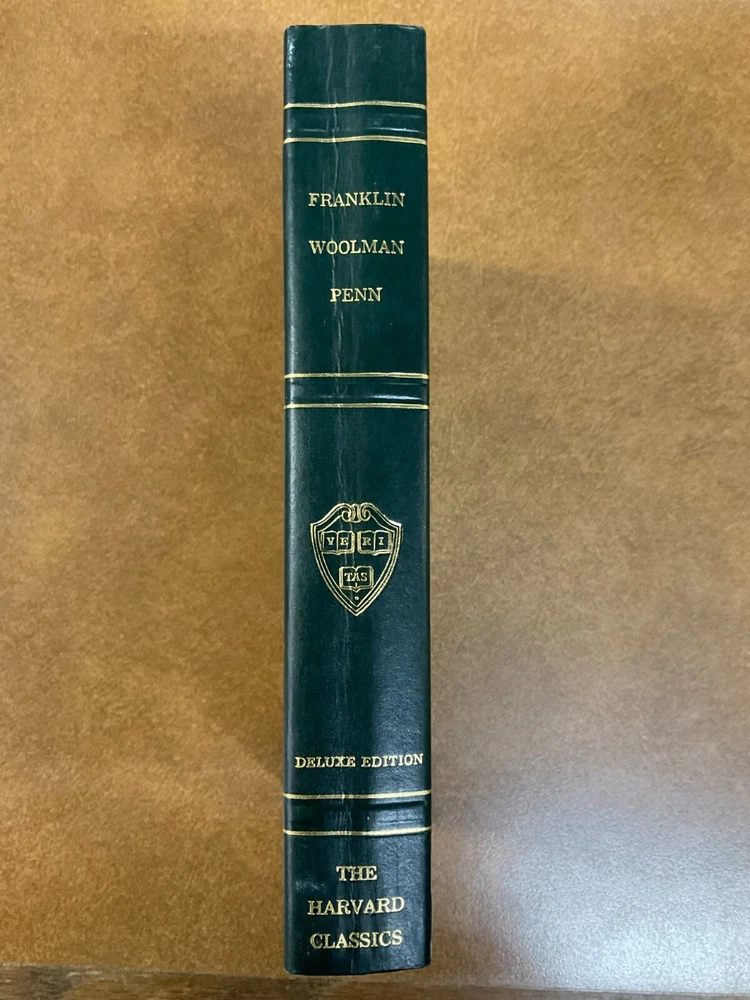 FRANKLIN
WOOLMAN
PENN
VE RI
TAS
DELUXE EDITION
THE
HARVARD
CLASSICS